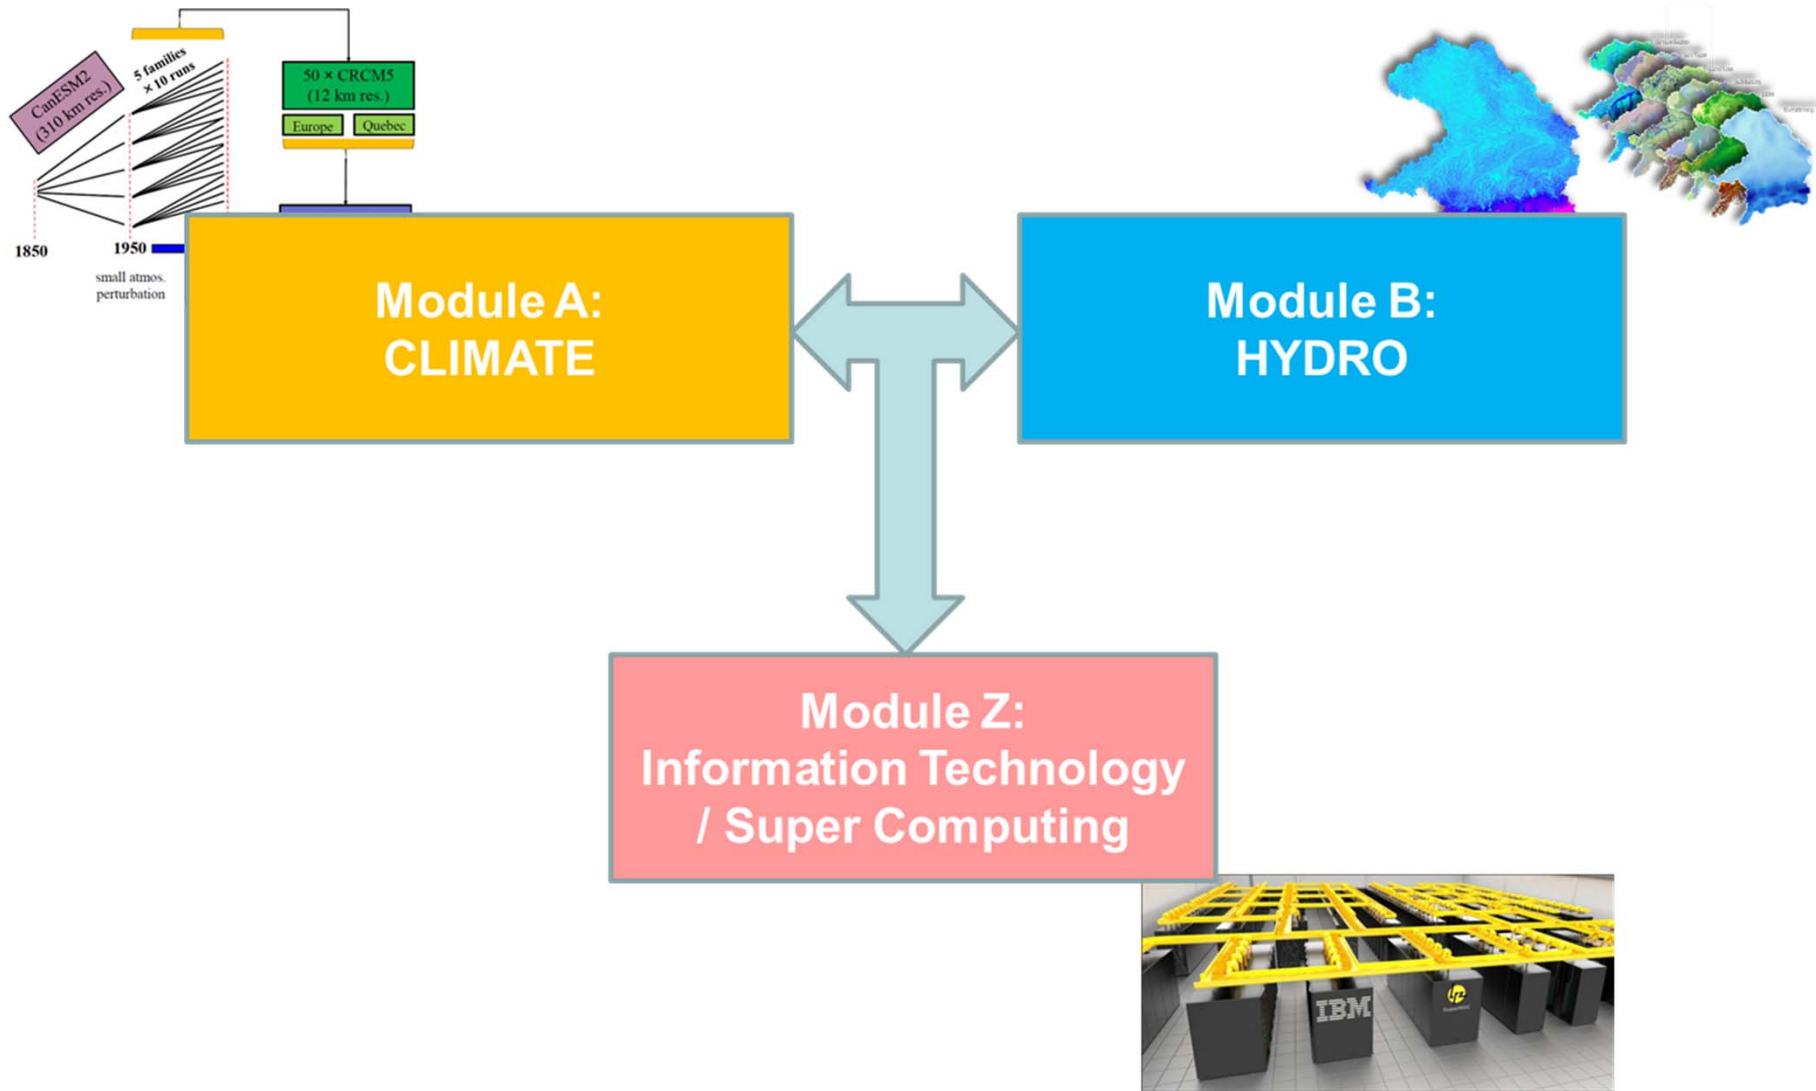 5 families
× 10 runs
CanESM2
(310 km res.)
50 × CRCM5
(12 km res.)
Europe
Quebec
1850
1950
small atmos.
perturbation
Module A:
CLIMATE
Module B:
HYDRO
Module Z:
Information Technology
/ Super Computing
IBM